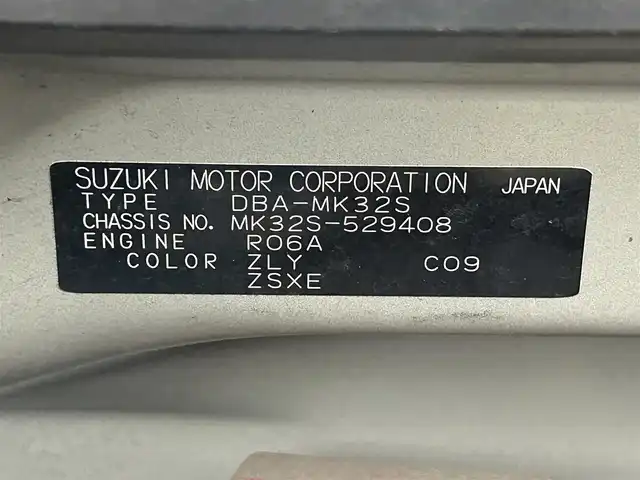 SUZUKI MOTOR CORPORATION JAPAN
TYPE DBA-MK32S
CHASSIS NO. MK32S-529408
ENGINE R06A
COLOR ZLY C09
ZSXE